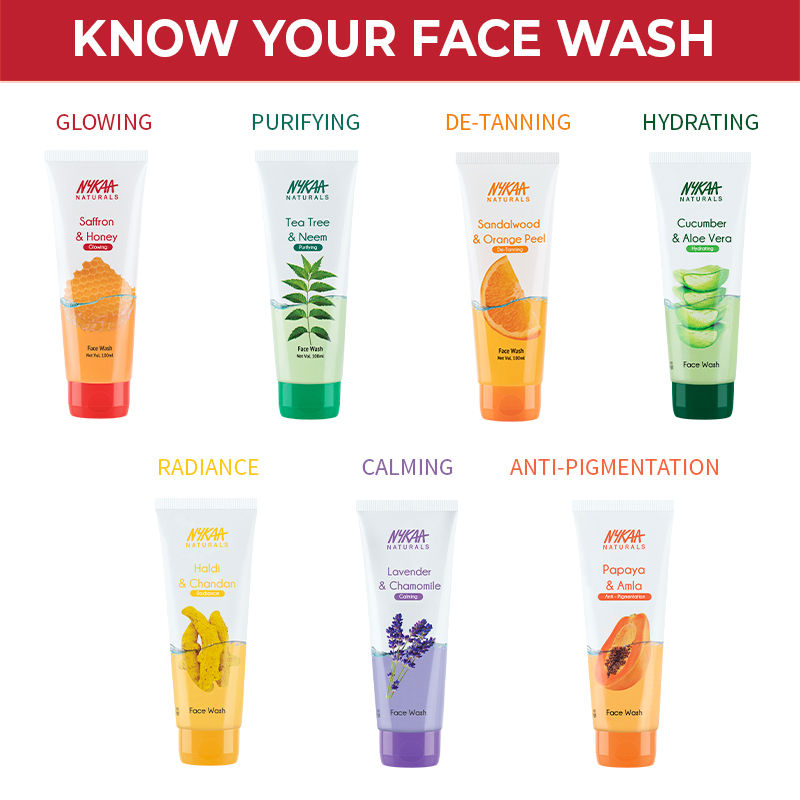 KNOW YOUR FACE WASH
GLOWING
PURIFYING
DE-TANNING
HYDRATING
NYKAA
NATURALS
Saffron
& Honey
Glowing
Face Wash
Net Vol. 100ml
NYKAA
NATURALS
Tea Tree
& Neem
Purifying
Face Wash
Net Vol. 100ml
NYKAA
NATURALS
Sandalwood
& Orange Peel
De-Tanning
Face Wash
Net Vol. 100ml
NYKAA
NATURALS
Cucumber
& Aloe Vera
Hydrating
Face Wash
RADIANCE
CALMING
ANTI-PIGMENTATION
NYKAA
NATURALS
Haldi
& Chandan
Radiance
Face Wash
NYKAA
NATURALS
Lavender
& Chamomile
Calming
Face Wash
NYKAA
NATURALS
Papaya
& Amla
Anti - Pigmentation
Face Wash